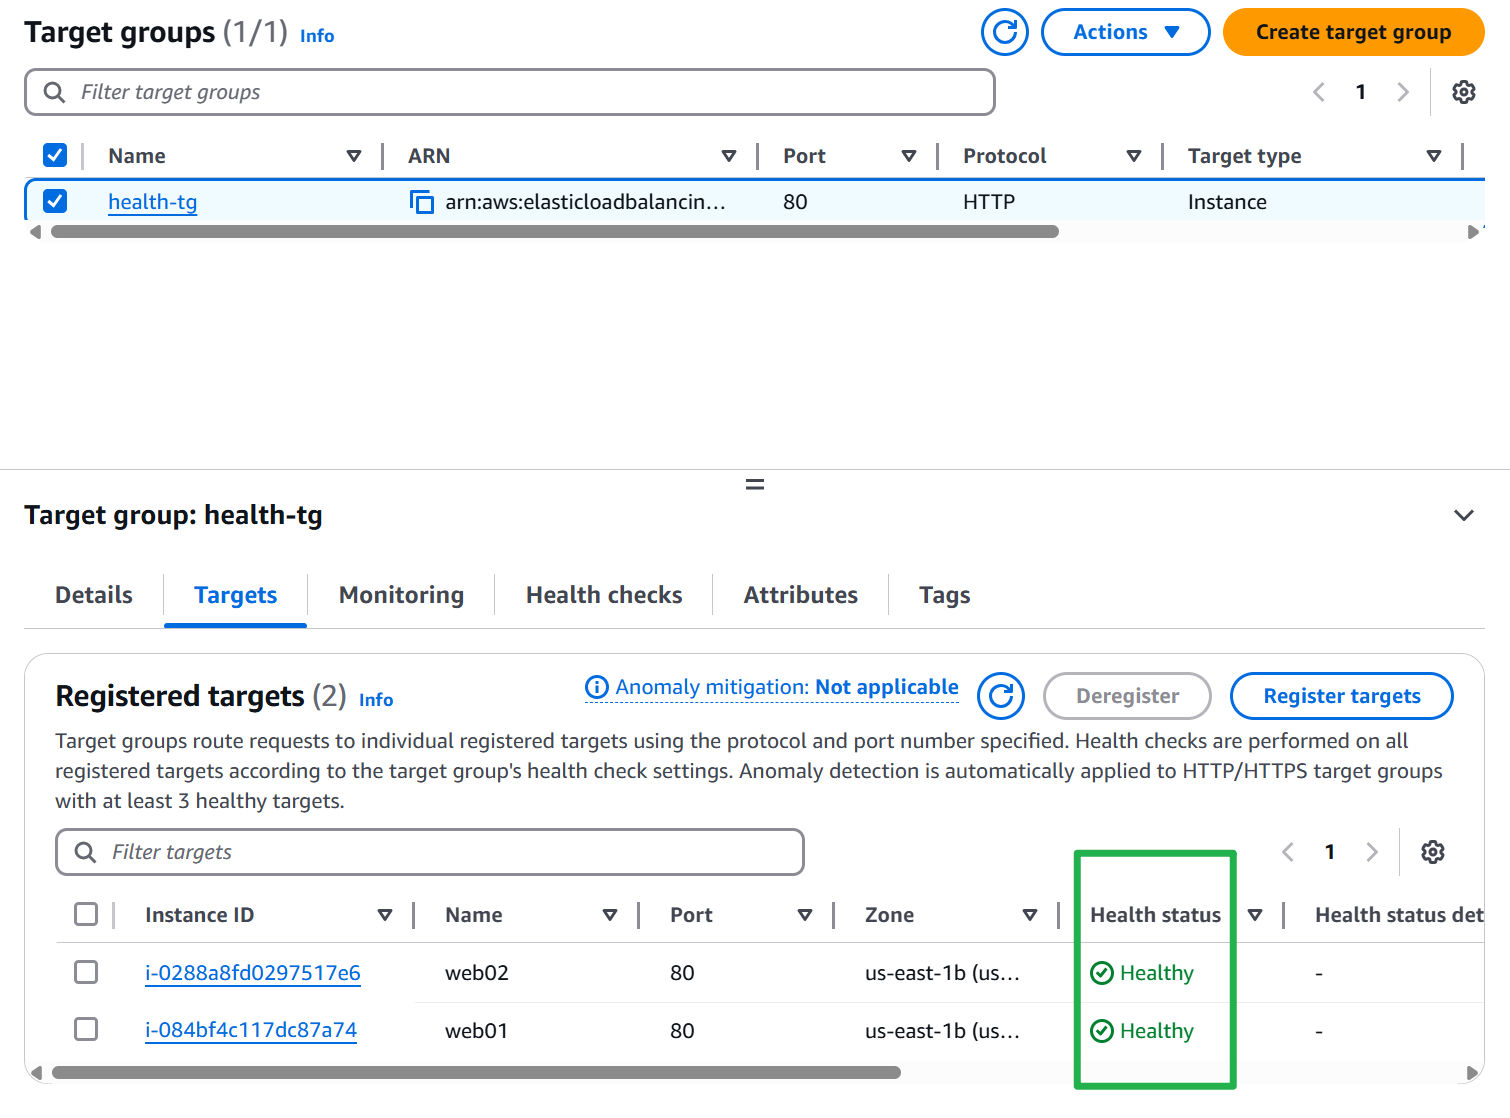 Target groups (1/1) Info
Actions
Create target group
Filter target groups
1
Name ARN Port Protocol Target type
health-tg arn:aws:elasticloadbalancin... 80 HTTP Instance
Target group: health-tg
Details Targets Monitoring Health checks Attributes Tags
Registered targets (2) Info
Anomaly mitigation: Not applicable
Deregister
Register targets
Target groups route requests to individual registered targets using the protocol and port number specified. Health checks are performed on all
registered targets according to the target group's health check settings. Anomaly detection is automatically applied to HTTP/HTTPS target groups
with at least 3 healthy targets.
Filter targets
1
Instance ID Name Port Zone Health status Health status det
i-0288a8fd0297517e6 web02 80 us-east-1b (us... Healthy -
i-084bf4c117dc87a74 web01 80 us-east-1b (us... Healthy -